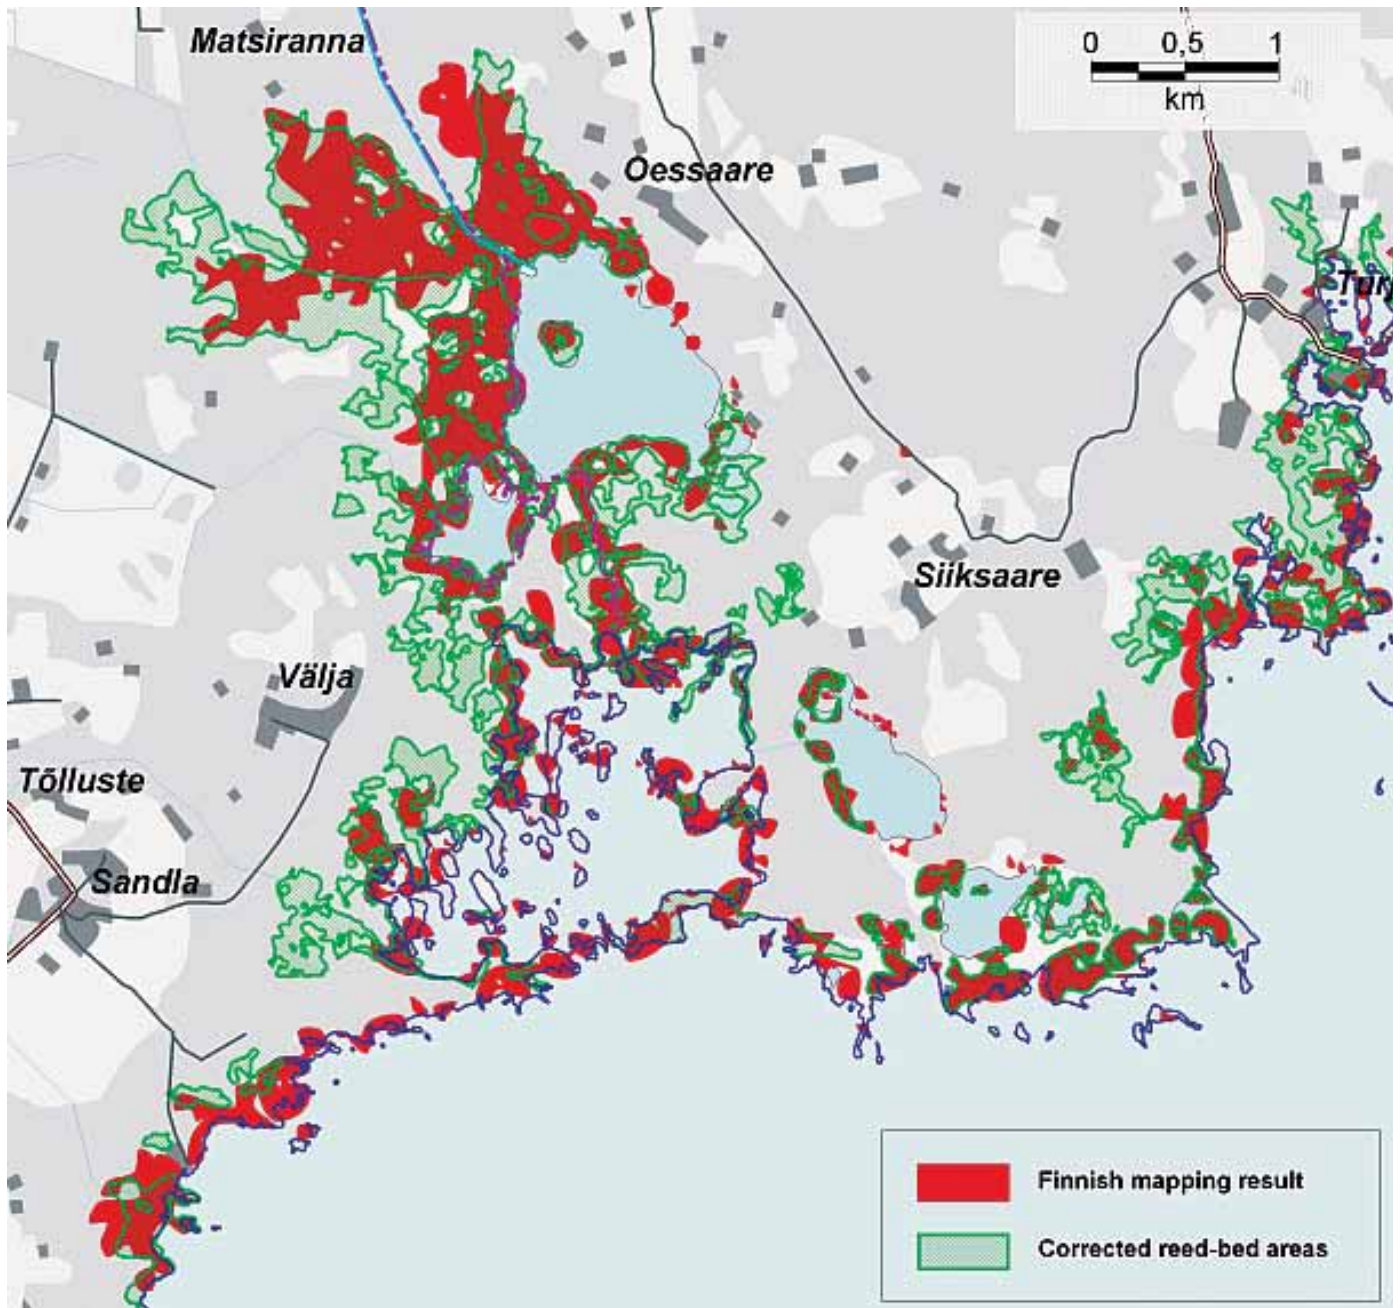 Matsiranna
0 0,5 1
km
Oessaare
Siiksaare
Välja
Tõlluste
Sandla
Finnish mapping result
Corrected reed-bed areas